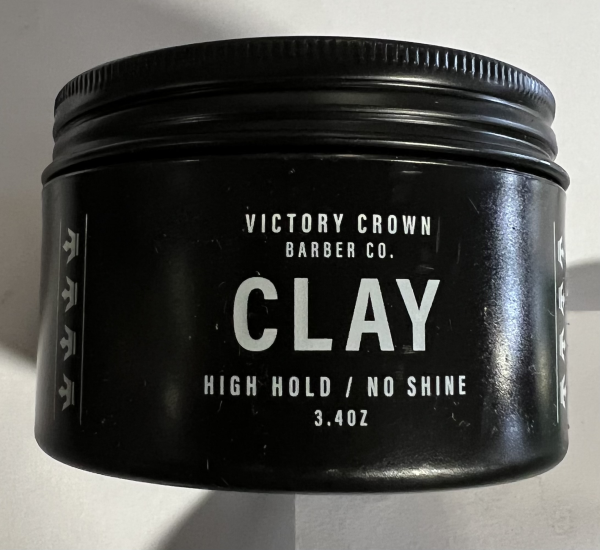 VICTORY CROWN
BARBER CO.
CLAY
HIGH HOLD / NO SHINE
3.4OZ